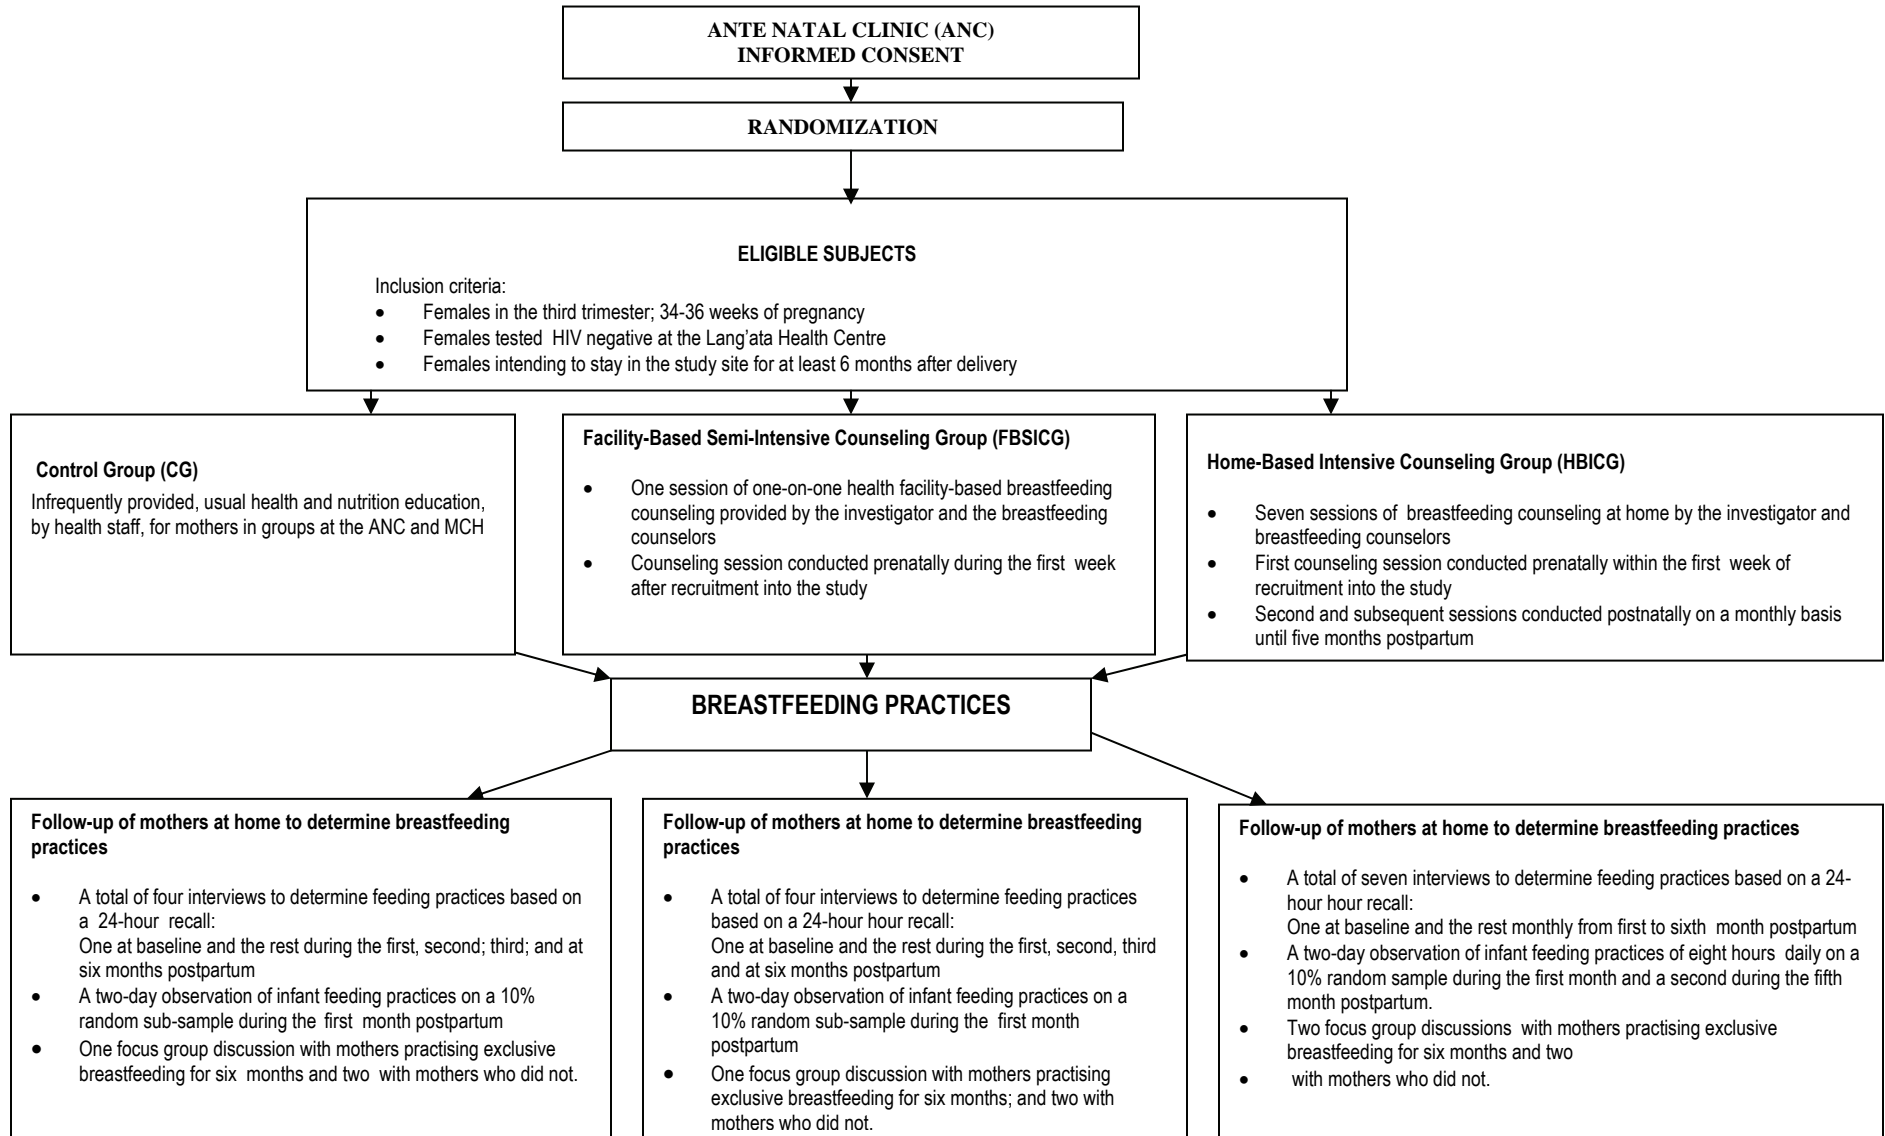 ANTE NATAL CLINIC (ANC)
INFORMED CONSENT
RANDOMIZATION
ELIGIBLE SUBJECTS
Inclusion criteria:
• Females in the third trimester; 34-36 weeks of pregnancy
• Females tested HIV negative at the Lang'ata Health Centre
• Females intending to stay in the study site for at least 6 months after delivery
Control Group (CG)
Infrequently provided, usual health and nutrition education,
by health staff, for mothers in groups at the ANC and MCH
Facility-Based Semi-Intensive Counseling Group (FBSICG)
• One session of one-on-one health facility-based breastfeeding
counseling provided by the investigator and the breastfeeding
counselors
• Counseling session conducted prenatally during the first week
after recruitment into the study
Home-Based Intensive Counseling Group (HBICG)
• Seven sessions of breastfeeding counseling at home by the investigator and
breastfeeding counselors
• First counseling session conducted prenatally within the first week of
recruitment into the study
• Second and subsequent sessions conducted postnatally on a monthly basis
until five months postpartum
BREASTFEEDING PRACTICES
Follow-up of mothers at home to determine breastfeeding
practices
• A total of four interviews to determine feeding practices based on
a 24-hour recall:
One at baseline and the rest during the first, second; third; and at
six months postpartum
• A two-day observation of infant feeding practices on a 10%
random sub-sample during the first month postpartum
• One focus group discussion with mothers practising exclusive
breastfeeding for six months and two with mothers who did not.
Follow-up of mothers at home to determine breastfeeding
practices
• A total of four interviews to determine feeding practices
based on a 24-hour hour recall:
One at baseline and the rest during the first, second, third
and at six months postpartum
• A two-day observation of infant feeding practices on a
10% random sub-sample during the first month
postpartum
• One focus group discussion with mothers practising
exclusive breastfeeding for six months; and two with
mothers who did not.
Follow-up of mothers at home to determine breastfeeding practices
• A total of seven interviews to determine feeding practices based on a 24-
hour hour recall:
One at baseline and the rest monthly from first to sixth month postpartum
• A two-day observation of infant feeding practices of eight hours daily on a
10% random sample during the first month and a second during the fifth
month postpartum.
• Two focus group discussions with mothers practising exclusive
breastfeeding for six months and two
• with mothers who did not.